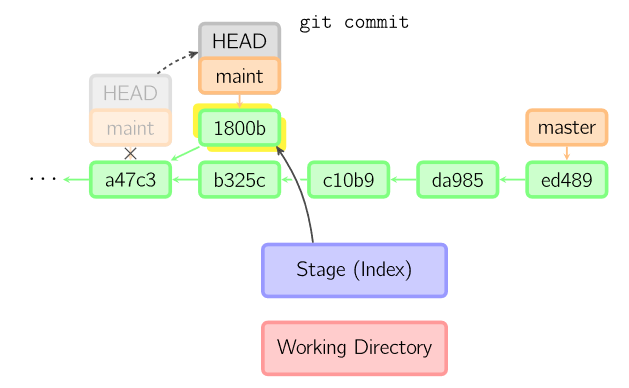 git commit
HEAD
maint
HEAD
maint
1800b
master
... a47c3 b325c c10b9 da985 ed489
Stage (Index)
Working Directory